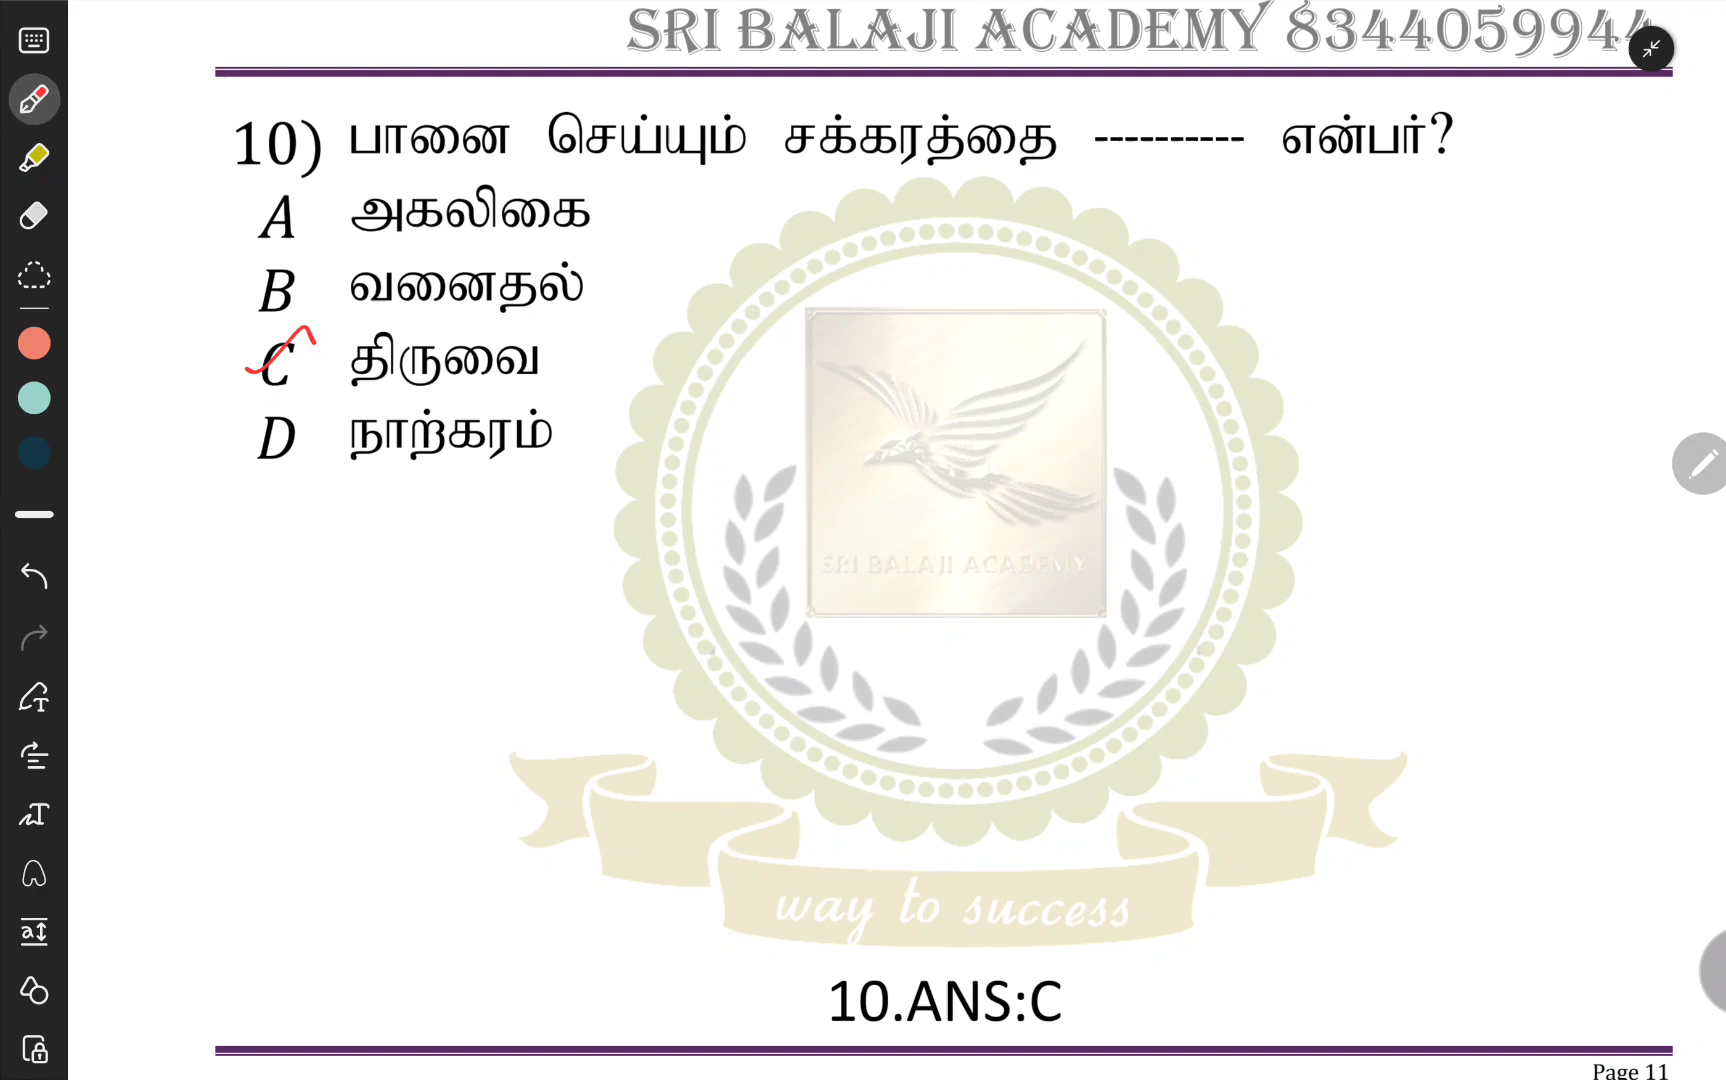 SRI BALAJI ACADEMY 8344059944
10) பானை செய்யும் சக்கரத்தை ---------- என்பர்?
A அகலிகை
B வனைதல்
C திருவை
D நாற்கரம்
SRI BALAJI ACADEMY
way to success
10.ANS:C
Page 11